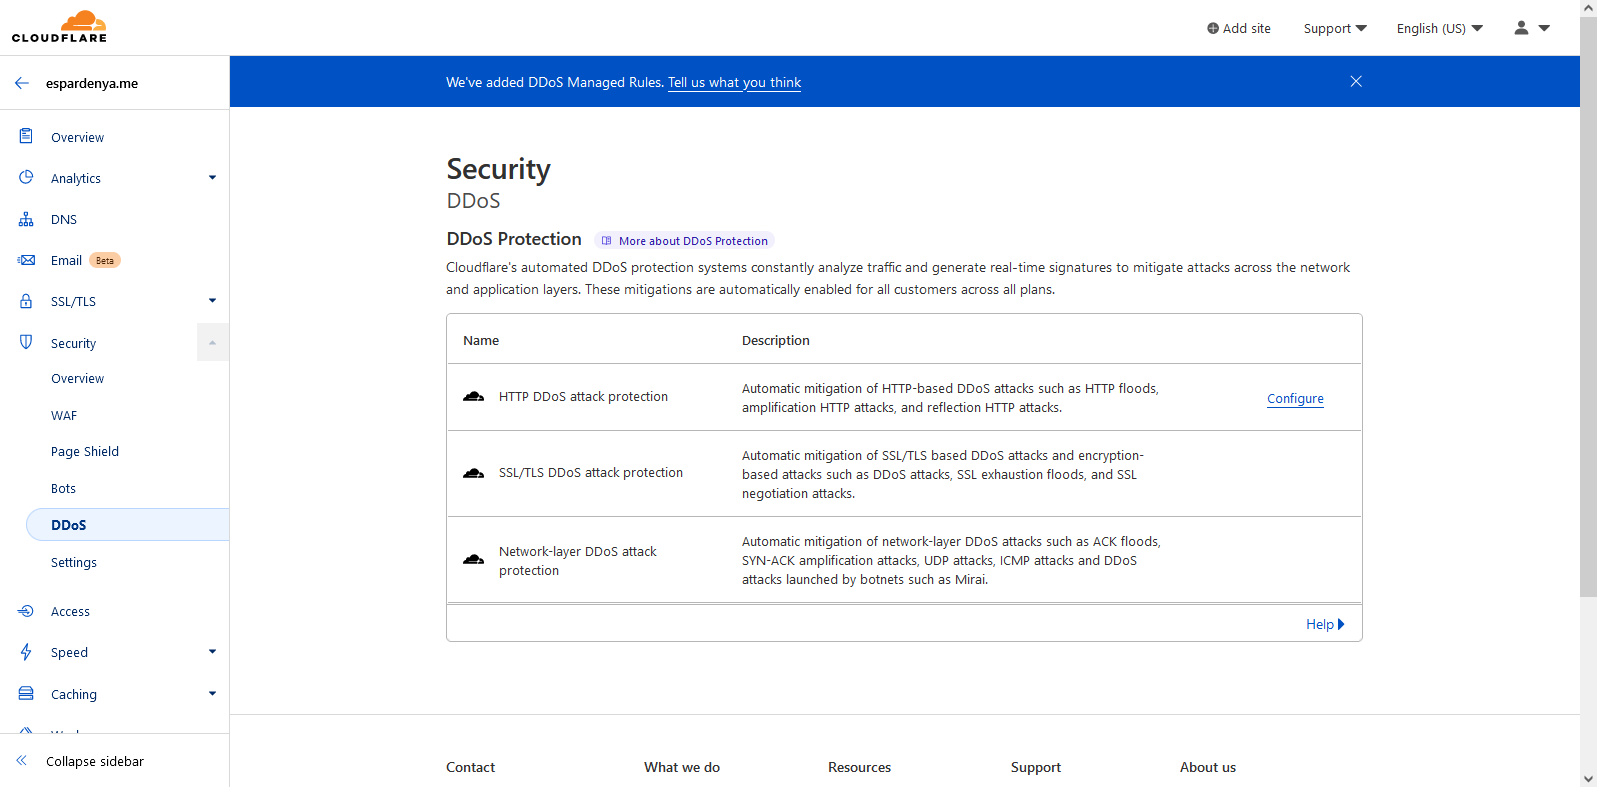 CLOUDFLARE
Add site
Support
English (US)
espardenya.me
We've added DDoS Managed Rules. Tell us what you think
Overview
Analytics
DNS
Email Beta
SSL/TLS
Security
Overview
WAF
Page Shield
Bots
DDoS
Settings
Access
Speed
Caching
Collapse sidebar
Security
DDoS
DDoS Protection More about DDoS Protection
Cloudflare's automated DDoS protection systems constantly analyze traffic and generate real-time signatures to mitigate attacks across the network
and application layers. These mitigations are automatically enabled for all customers across all plans.
Name Description
HTTP DDoS attack protection
Automatic mitigation of HTTP-based DDoS attacks such as HTTP floods,
amplification HTTP attacks, and reflection HTTP attacks.
Configure
SSL/TLS DDoS attack protection
Automatic mitigation of SSL/TLS based DDoS attacks and encryption-
based attacks such as DDoS attacks, SSL exhaustion floods, and SSL
negotiation attacks.
Network-layer DDoS attack
protection
Automatic mitigation of network-layer DDoS attacks such as ACK floods,
SYN-ACK amplification attacks, UDP attacks, ICMP attacks and DDoS
attacks launched by botnets such as Mirai.
Help
Contact What we do Resources Support About us